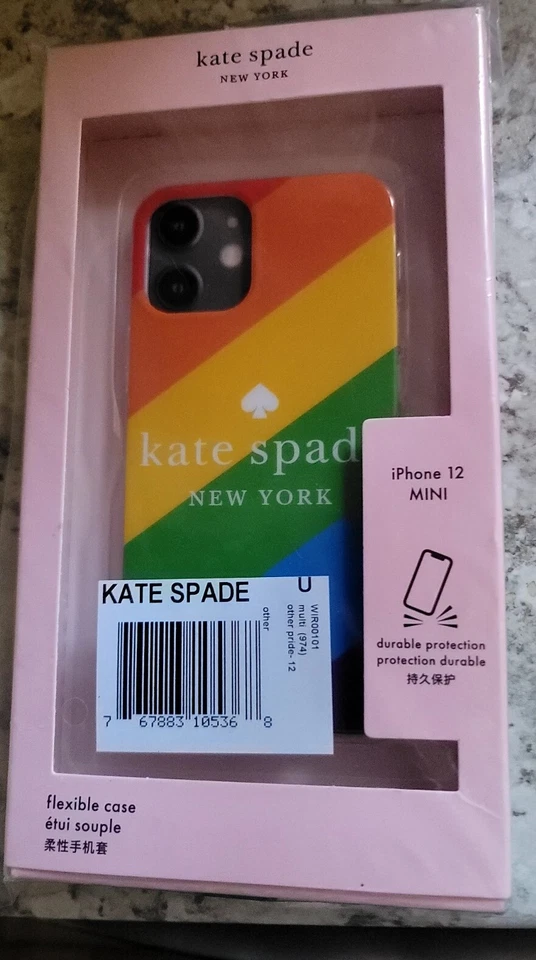 kate spade
NEW YORK
kate spad
NEW YORK
iPhone 12
MINI
durable protection
protection durable
持久保护
KATE SPADE
U
WIR00101
multi (974)
other pride- 12
other
7 67883 10536 8
flexible case
étui souple
柔性手机套